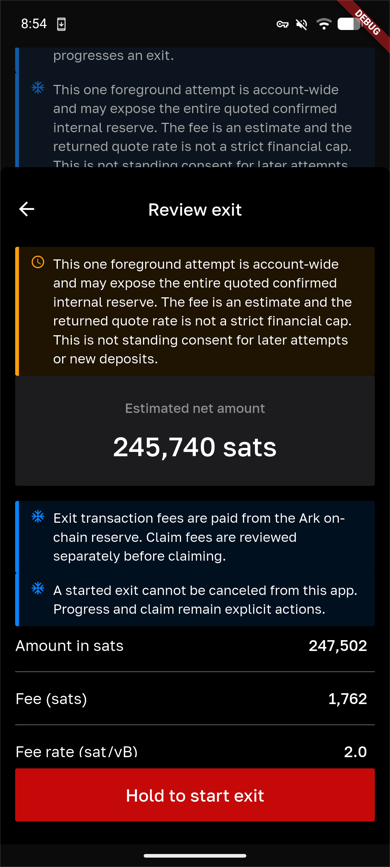 8:54
DEBUG
progresses an exit.
This one foreground attempt is account-wide
and may expose the entire quoted confirmed
internal reserve. The fee is an estimate and the
returned quote rate is not a strict financial cap.
This is not standing consent for later attempts
Review exit
This one foreground attempt is account-wide
and may expose the entire quoted confirmed
internal reserve. The fee is an estimate and the
returned quote rate is not a strict financial cap.
This is not standing consent for later attempts
or new deposits.
Estimated net amount
245,740 sats
Exit transaction fees are paid from the Ark on-
chain reserve. Claim fees are reviewed
separately before claiming.
A started exit cannot be canceled from this app.
Progress and claim remain explicit actions.
Amount in sats 247,502
Fee (sats) 1,762
Fee rate (sat/vB) 2.0
Hold to start exit